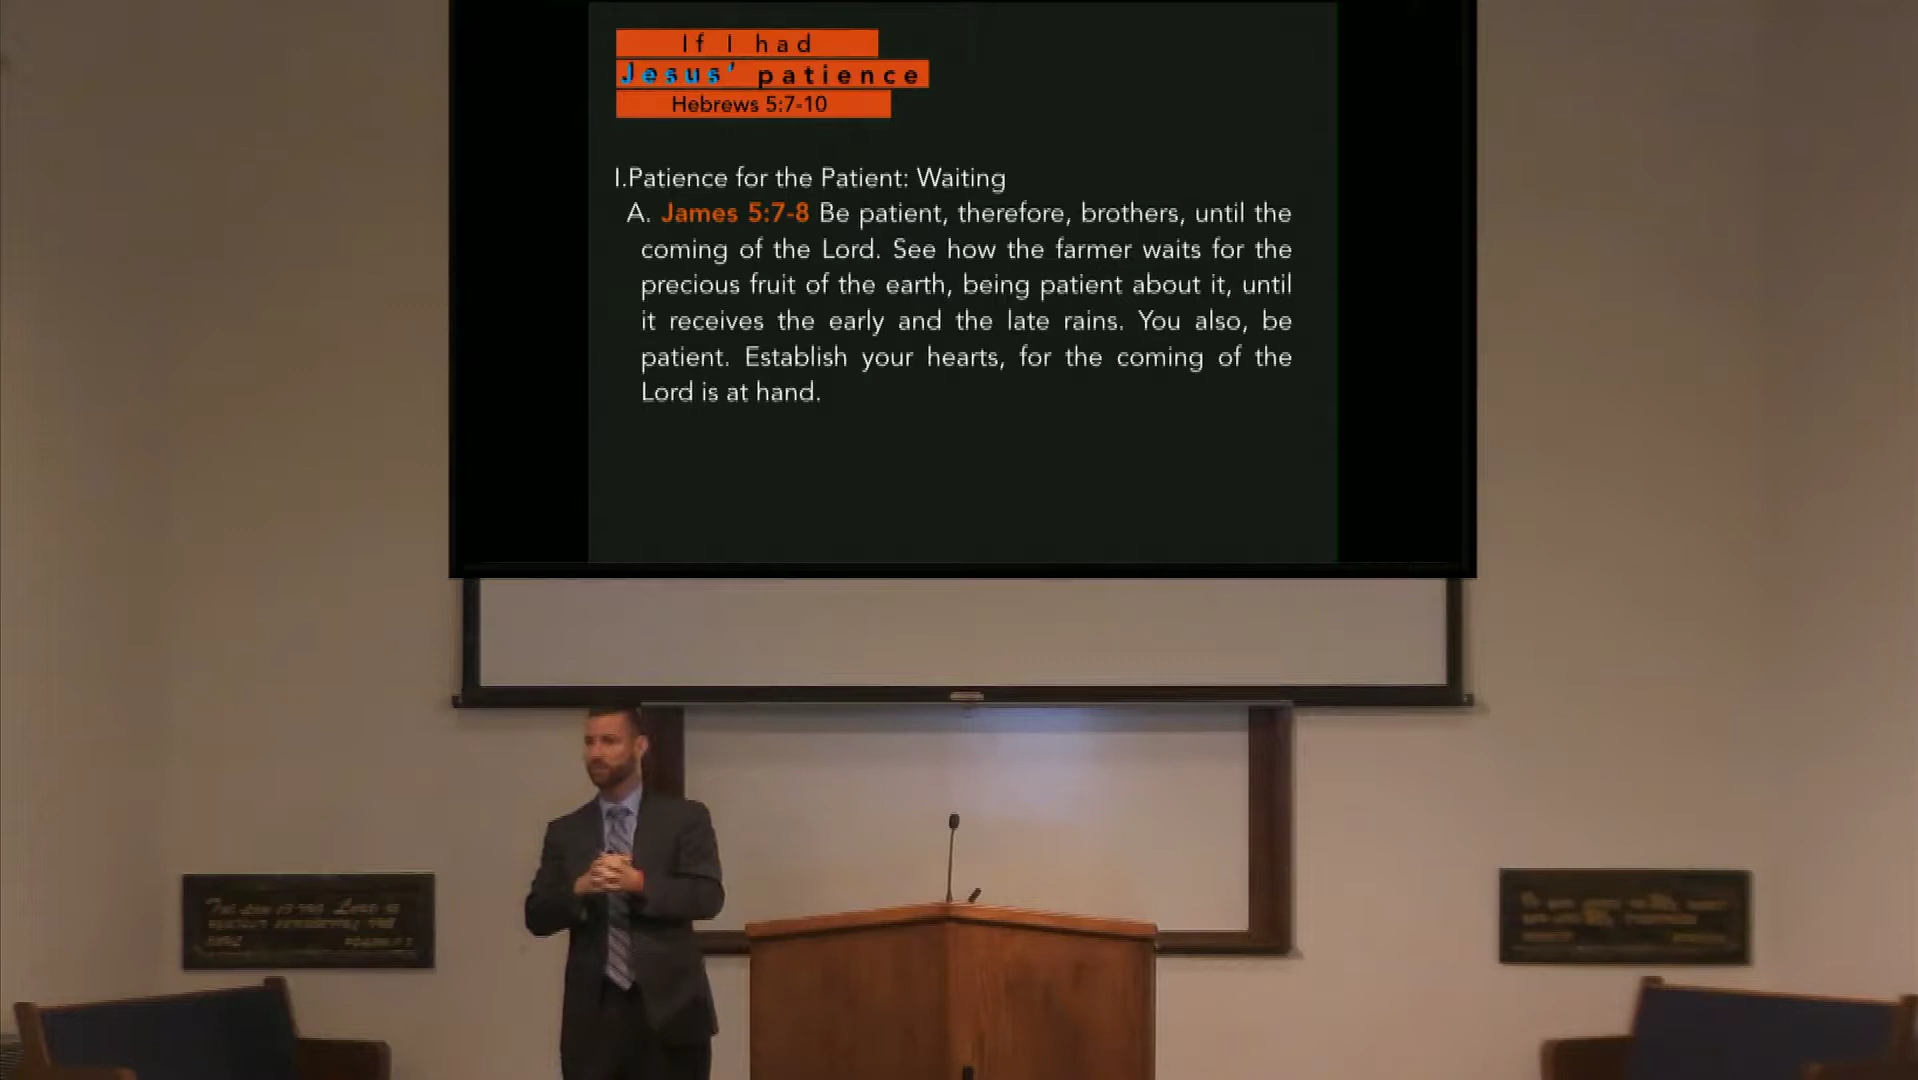 If I had
Jesus' patience
Hebrews 5:7-10
I.Patience for the Patient: Waiting
A. James 5:7-8 Be patient, therefore, brothers, until the
coming of the Lord. See how the farmer waits for the
precious fruit of the earth, being patient about it, until
it receives the early and the late rains. You also, be
patient. Establish your hearts, for the coming of the
Lord is at hand.